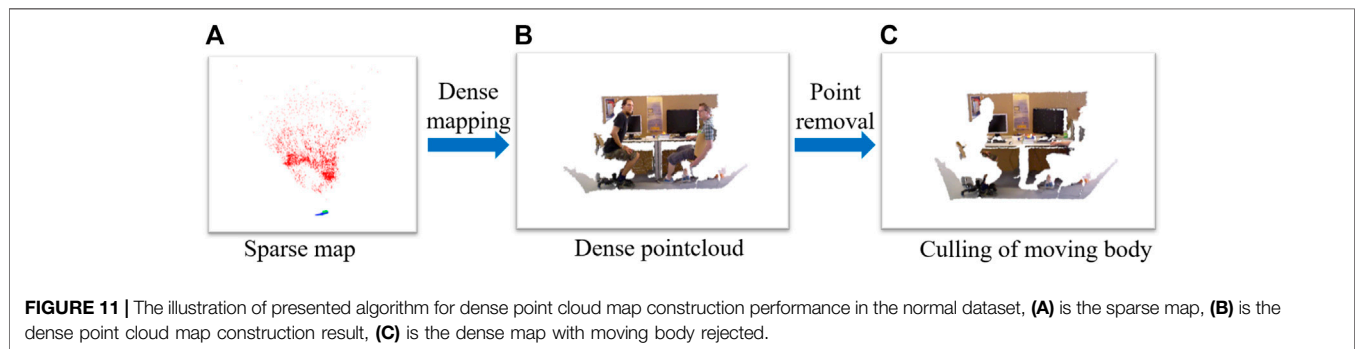 A
B
C
Dense
mapping
Point
removal
Sparse map
Dense pointcloud
Culling of moving body
FIGURE 11 | The illustration of presented algorithm for dense point cloud map construction performance in the normal dataset, (A) is the sparse map, (B) is the
dense point cloud map construction result, (C) is the dense map with moving body rejected.